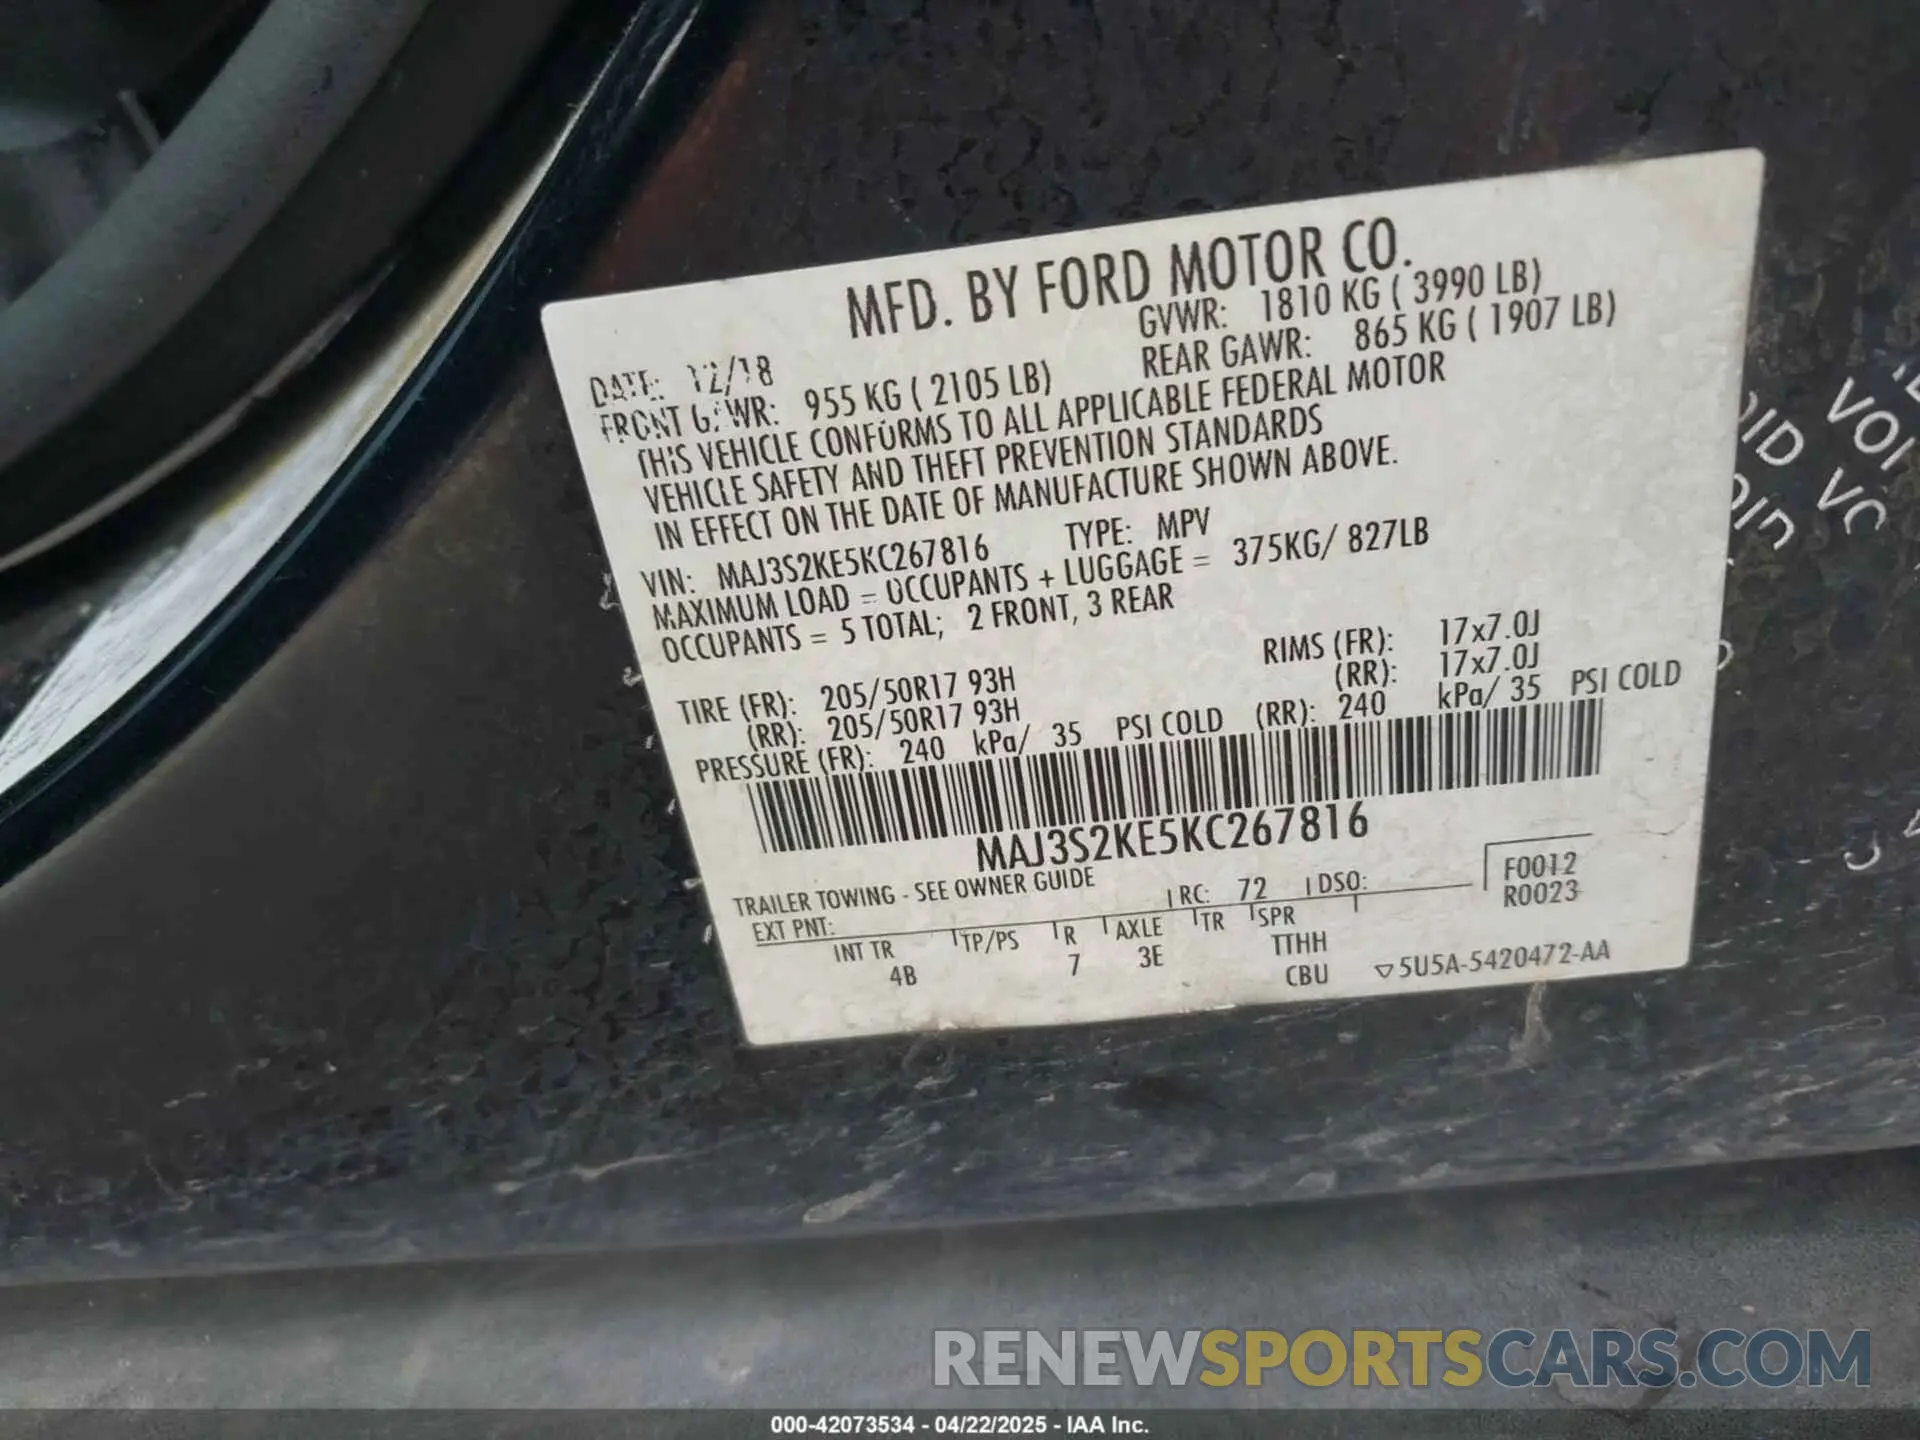 MFD. BY FORD MOTOR CO.
DATE: 12/18 GVWR: 1810 KG ( 3990 LB)
FRONT GAWR: 955 KG ( 2105 LB) REAR GAWR: 865 KG ( 1907 LB)
THIS VEHICLE CONFORMS TO ALL APPLICABLE FEDERAL MOTOR
VEHICLE SAFETY AND THEFT PREVENTION STANDARDS
IN EFFECT ON THE DATE OF MANUFACTURE SHOWN ABOVE.
VIN: MAJ3S2KE5KC267816 TYPE: MPV
MAXIMUM LOAD = OCCUPANTS + LUGGAGE = 375KG/ 827LB
OCCUPANTS = 5 TOTAL; 2 FRONT, 3 REAR
TIRE (FR): 205/50R17 93H RIMS (FR): 17x7.0J
(RR): 205/50R17 93H (RR): 17x7.0J
PRESSURE (FR): 240 kPa/ 35 PSI COLD (RR): 240 kPa/ 35 PSI COLD
MAJ3S2KE5KC267816
TRAILER TOWING - SEE OWNER GUIDE
EXT PNT: RC: 72 DSO: F0012
R0023
INT TR TP/PS R AXLE TR SPR
4B 7 3E TTHH
CBU ▽5U5A-5420472-AA
VOID
RENEWSPORTSCARS.COM
000-42073534 - 04/22/2025 - IAA Inc.